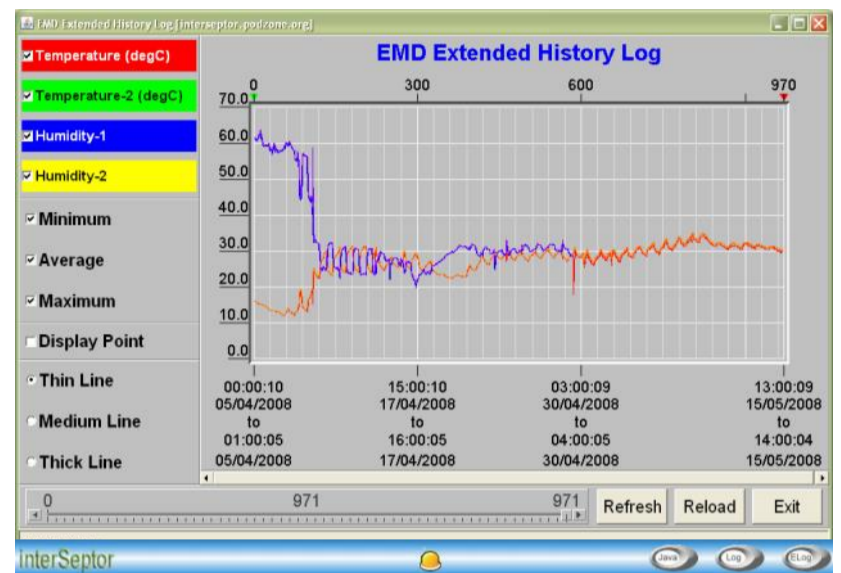 EMD Extended History Log [interseptor.podzone.org]
Temperature (degC)
Temperature-2 (degC)
Humidity-1
Humidity-2
Minimum
Average
Maximum
Display Point
Thin Line
Medium Line
Thick Line
EMD Extended History Log
0 300 600 970
70.0
60.0
50.0
40.0
30.0
20.0
10.0
0.0
00:00:10 15:00:10 03:00:09 13:00:09
05/04/2008 17/04/2008 30/04/2008 15/05/2008
to to to to
01:00:05 16:00:05 04:00:05 14:00:04
05/04/2008 17/04/2008 30/04/2008 15/05/2008
0 971 971
Refresh Reload Exit
interSeptor
Java Log ELog